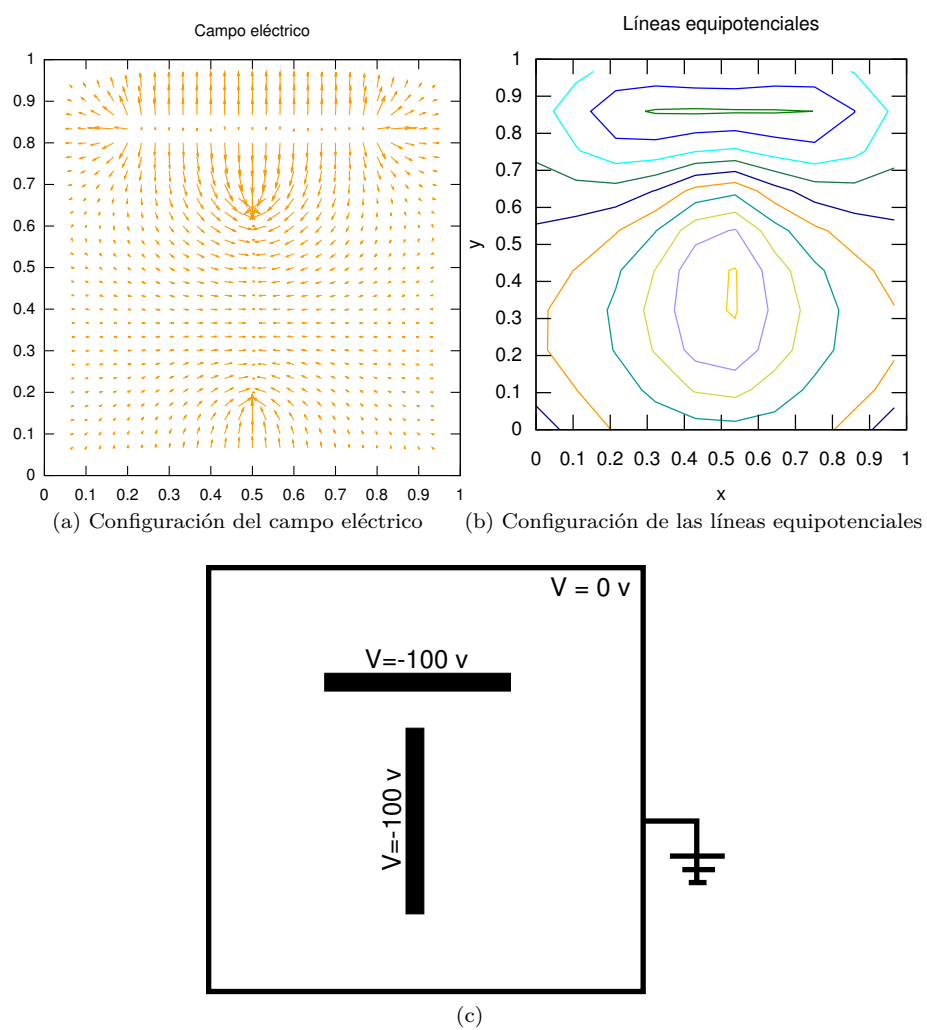 Campo eléctrico
1
0.9
0.8
0.7
0.6
0.5
0.4
0.3
0.2
0.1
0
0 0.1 0.2 0.3 0.4 0.5 0.6 0.7 0.8 0.9 1
(a) Configuración del campo eléctrico
Líneas equipotenciales
y
1
0.9
0.8
0.7
0.6
0.5
0.4
0.3
0.2
0.1
0
0 0.1 0.2 0.3 0.4 0.5 0.6 0.7 0.8 0.9 1
x
(b) Configuración de las líneas equipotenciales
V = 0 v
V=-100 v
V=-100 v
(c)